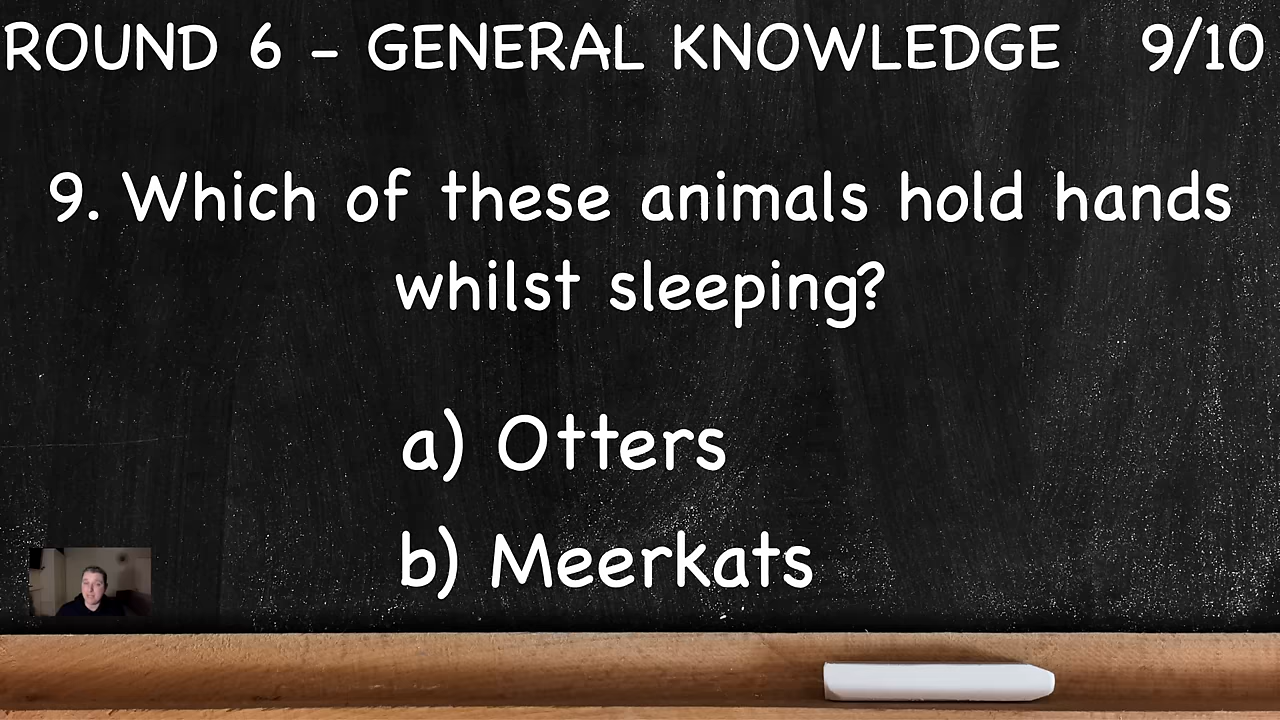 ROUND 6 - GENERAL KNOWLEDGE 9/10
9. Which of these animals hold hands
whilst sleeping?
a) Otters
b) Meerkats